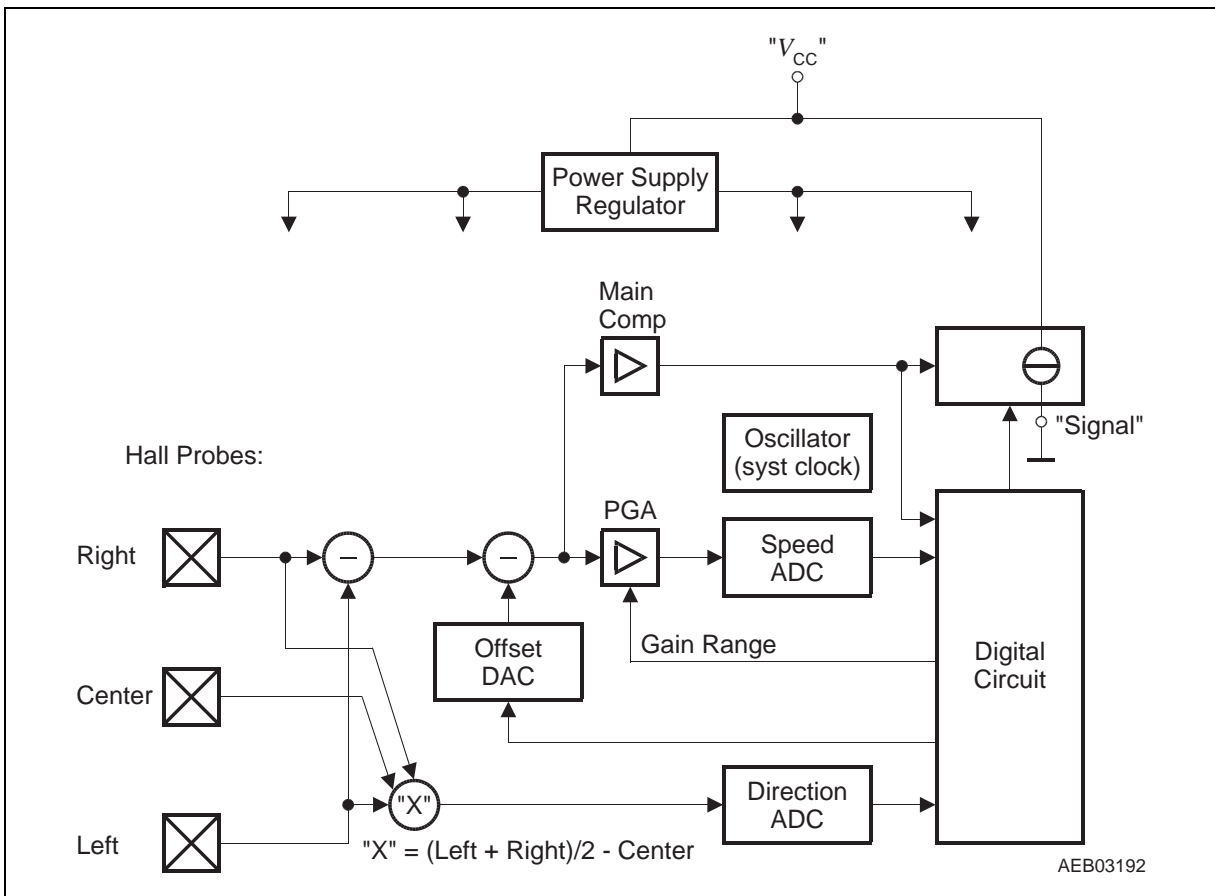 "VCC"
Power Supply
Regulator
Main
Comp
"Signal"
Oscillator
(syst clock)
Hall Probes:
PGA
Right
–
–
Speed
ADC
Gain Range
Offset
DAC
Digital
Circuit
Center
"X"
Direction
ADC
Left
"X" = (Left + Right)/2 - Center
AEB03192